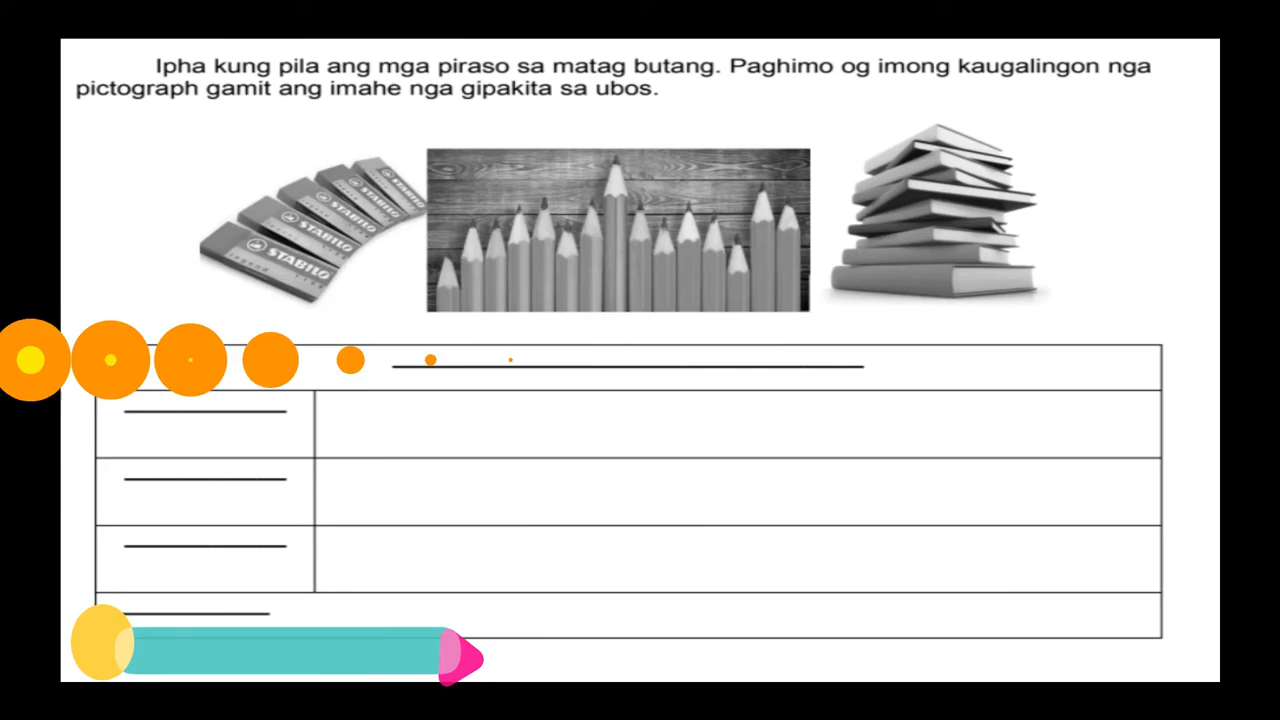 Ipha kung pila ang mga piraso sa matag butang. Paghimo og imong kaugalingon nga
pictograph gamit ang imahe nga gipakita sa ubos.
STABILO
STABILO
STABILO
STABILO
STABILO
legend